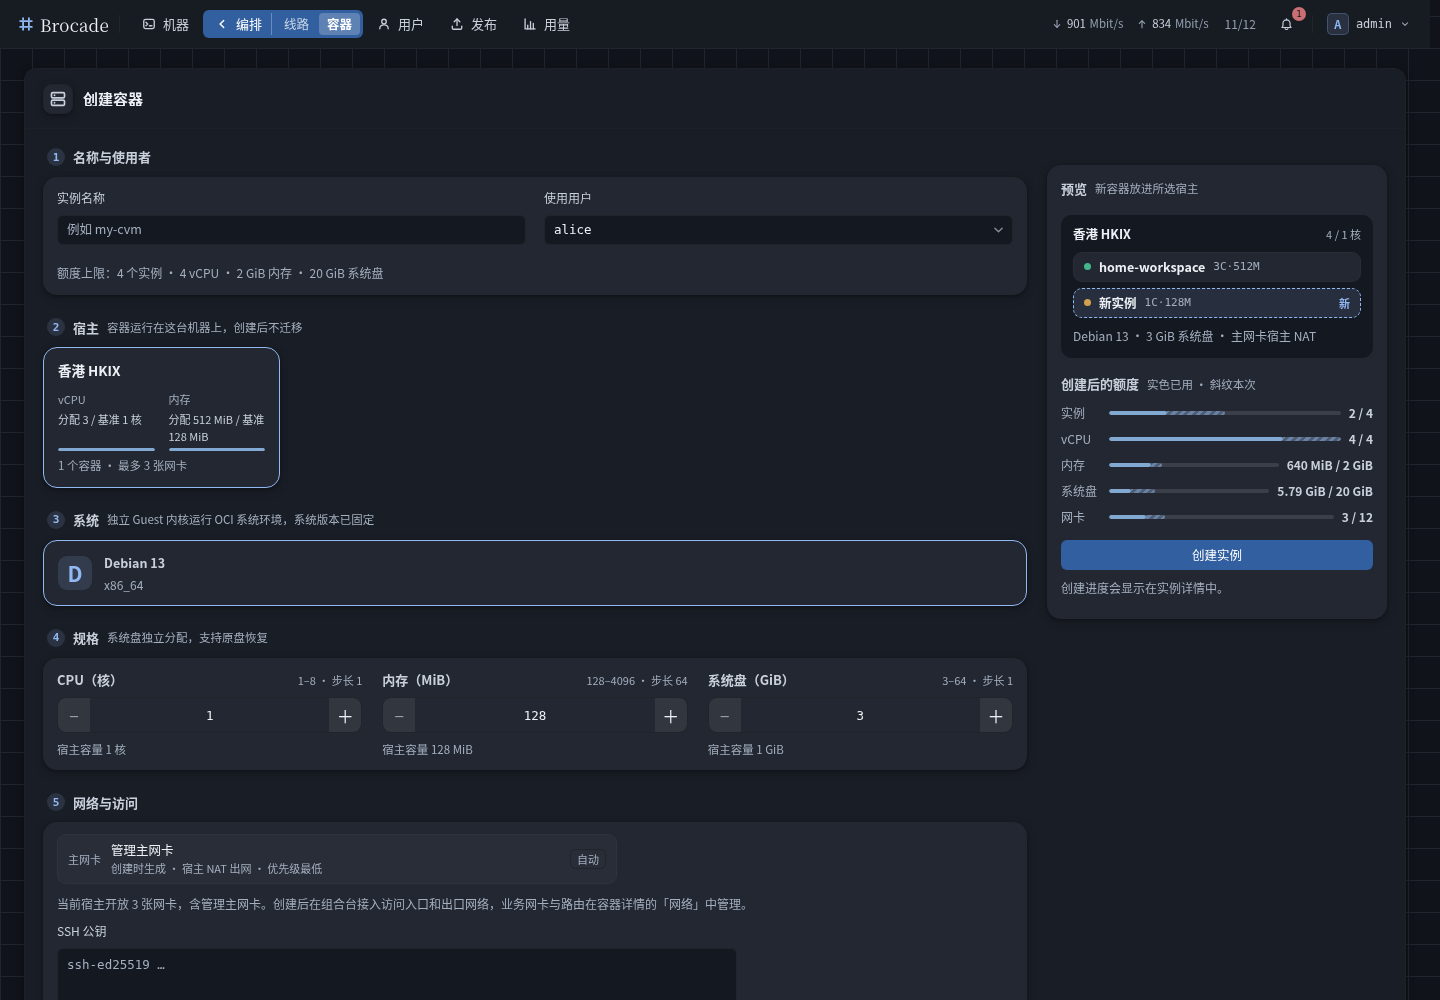 Brocade
机器
编排
线路
容器
用户
发布
用量
↓ 901 Mbit/s
↑ 834 Mbit/s
11/12
1
A
admin
创建容器
1 名称与使用者
实例名称
例如 my-cvm
使用用户
alice
额度上限：4 个实例 · 4 vCPU · 2 GiB 内存 · 20 GiB 系统盘
2 宿主 容器运行在这台机器上，创建后不迁移
香港 HKIX
vCPU
分配 3 / 基准 1 核
内存
分配 512 MiB / 基准
128 MiB
1 个容器 · 最多 3 张网卡
3 系统 独立 Guest 内核运行 OCI 系统环境，系统版本已固定
D
Debian 13
x86_64
4 规格 系统盘独立分配，支持原盘恢复
CPU（核） 1–8 · 步长 1
− 1 +
宿主容量 1 核
内存（MiB） 128–4096 · 步长 64
− 128 +
宿主容量 128 MiB
系统盘（GiB） 3–64 · 步长 1
− 3 +
宿主容量 1 GiB
5 网络与访问
主网卡
管理主网卡
创建时生成 · 宿主 NAT 出网 · 优先级最低
自动
当前宿主开放 3 张网卡，含管理主网卡。创建后在组合台接入访问入口和出口网络，业务网卡与路由在容器详情的「网络」中管理。
SSH 公钥
ssh-ed25519 …
预览 新容器放进所选宿主
香港 HKIX 4 / 1 核
home-workspace 3C·512M
新实例 1C·128M 新
Debian 13 · 3 GiB 系统盘 · 主网卡宿主 NAT
创建后的额度 实色已用 · 斜纹本次
实例 2 / 4
vCPU 4 / 4
内存 640 MiB / 2 GiB
系统盘 5.79 GiB / 20 GiB
网卡 3 / 12
创建实例
创建进度会显示在实例详情中。